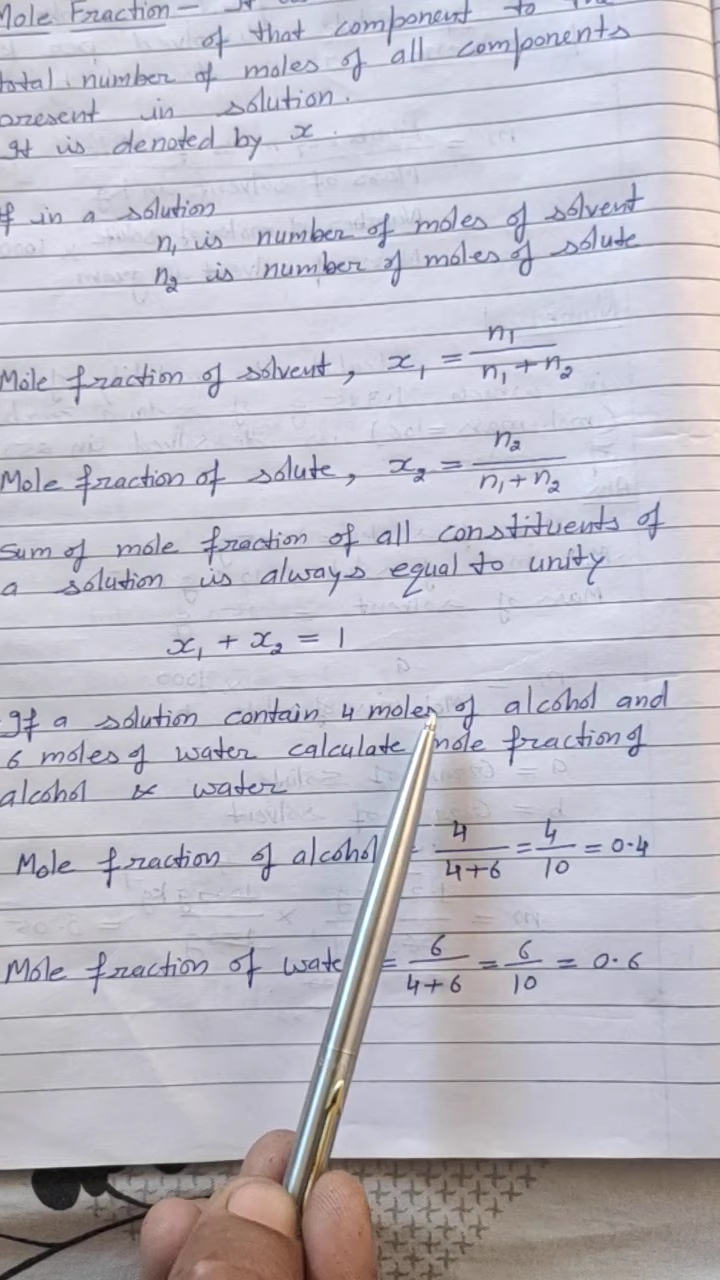 Mole Fraction -
of that component to
total number of moles of all components
present in solution.
It is denoted by x
If in a solution
n₁ is number of moles of solvent
n₂ is number of moles of solute
Mole fraction of solvent, x₁ = n₁ / n₁ + n₂
Mole fraction of solute, x₂ = n₂ / n₁ + n₂
Sum of mole fraction of all constituents of
a solution is always equal to unity
x₁ + x₂ = 1
If a solution contain 4 moles of alcohol and
6 moles of water calculate mole fraction of
alcohol & water
Mole fraction of alcohol = 4 / 4+6 = 4 / 10 = 0.4
Mole fraction of wate = 6 / 4+6 = 6 / 10 = 0.6